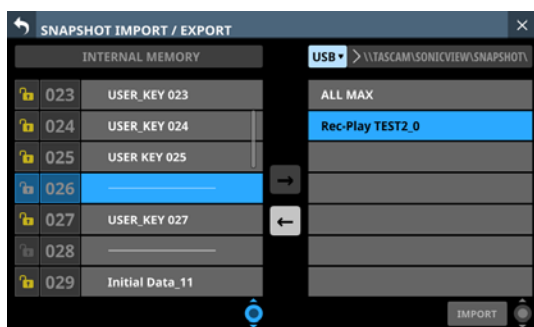 SNAPSHOT IMPORT / EXPORT
INTERNAL MEMORY
USB \\TASCAM\SONICVIEW\SNAPSHOT\
023 USER_KEY 023
ALL MAX
024 USER_KEY 024
Rec-Play TEST2_0
025 USER KEY 025
026
027 USER_KEY 027
028
029 Initial Data_11
IMPORT